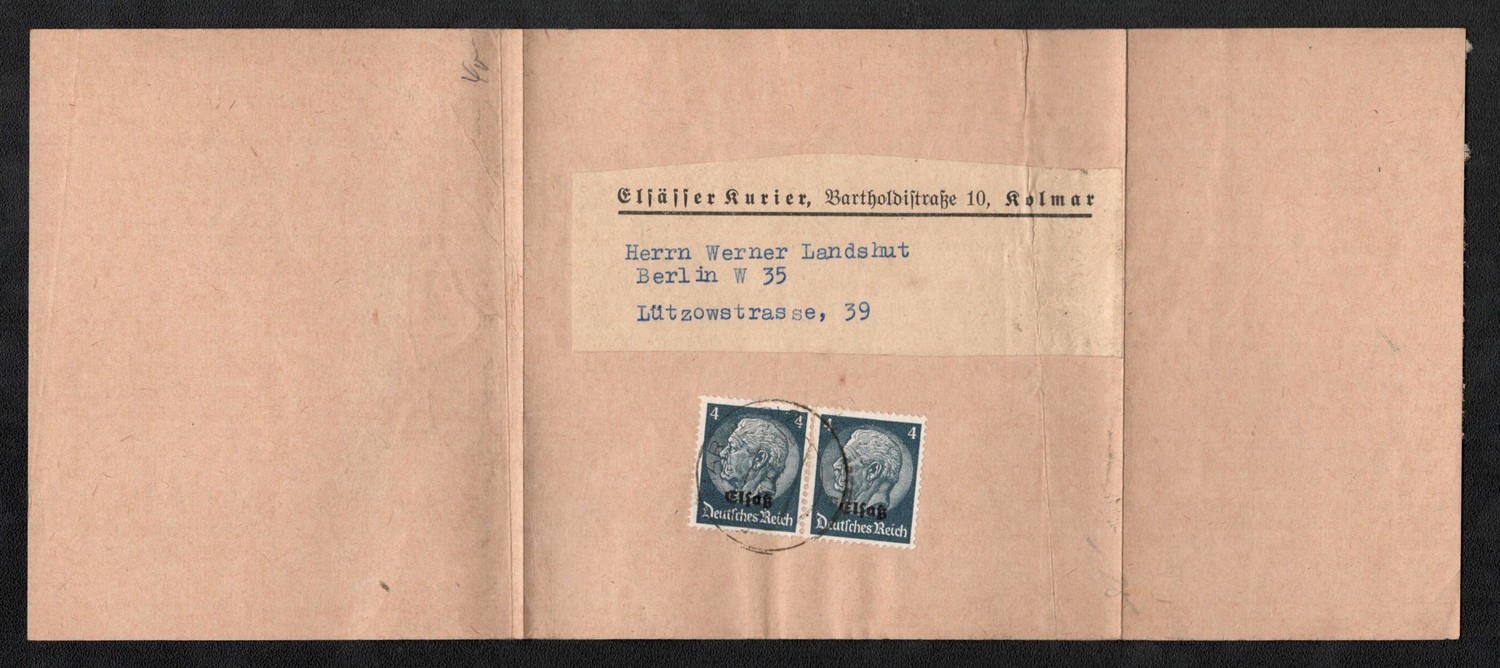 Elsässer Kurier, Bartholdistraße 10, Kolmar
Herrn Werner Landshut
Berlin W 35
Lützowstrasse, 39
4 4
Elsaß
Deutsches Reich
4 4
Elsaß
Deutsches Reich